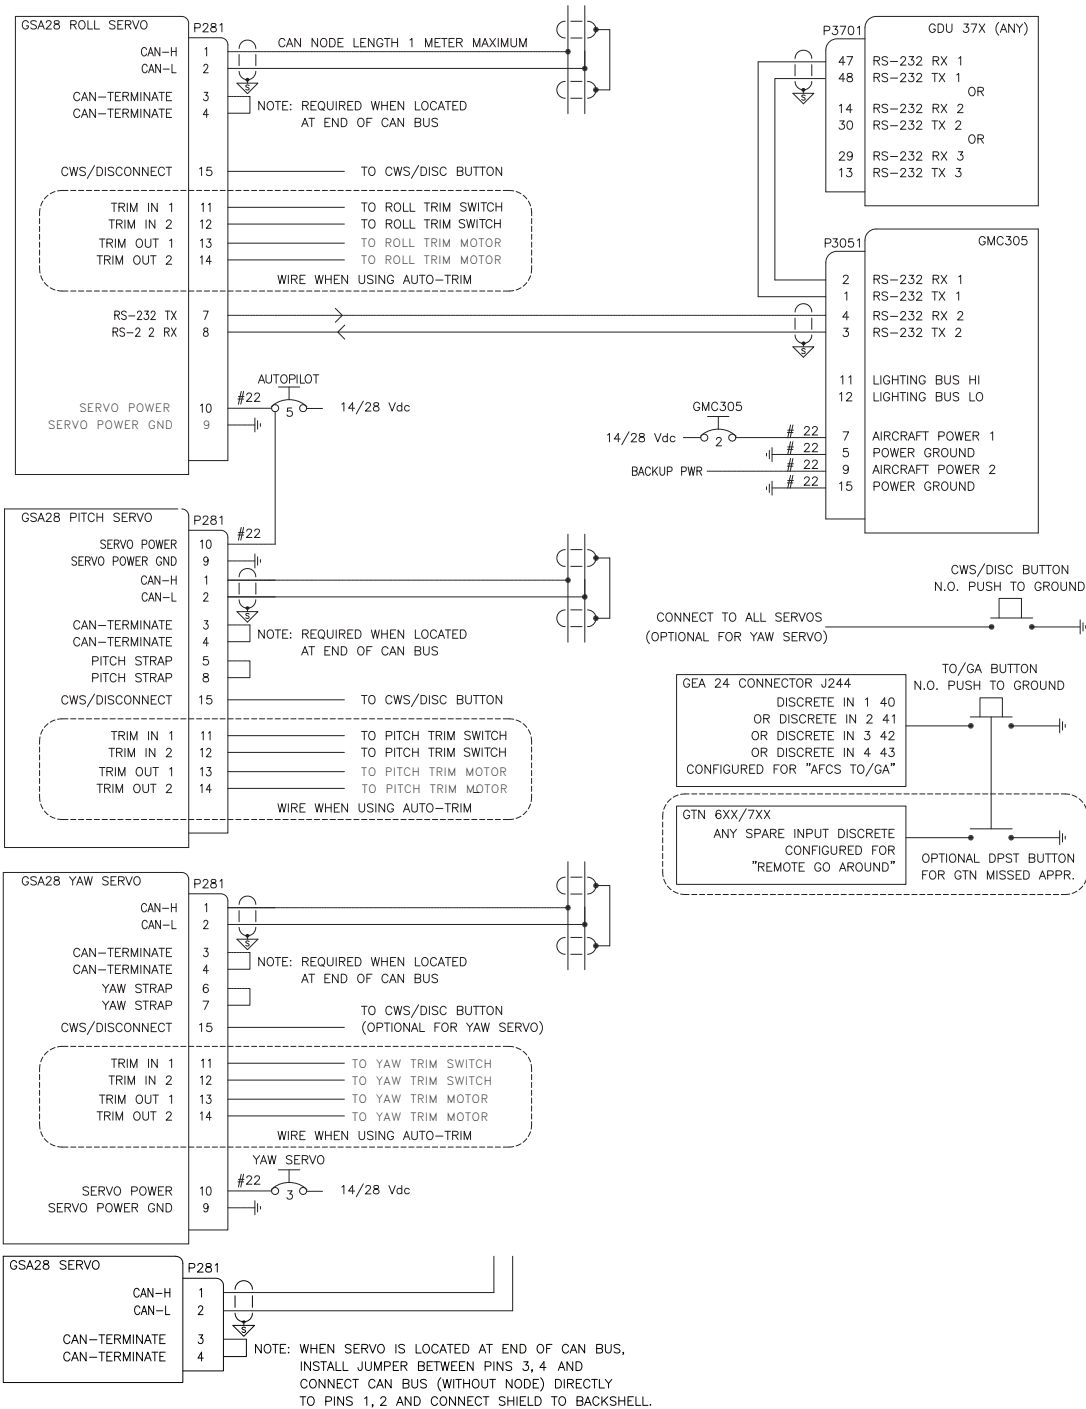 GSA28 ROLL SERVO
P281
CAN-H 1
CAN-L 2
CAN NODE LENGTH 1 METER MAXIMUM
S
CAN-TERMINATE 3
CAN-TERMINATE 4
NOTE: REQUIRED WHEN LOCATED
AT END OF CAN BUS
CWS/DISCONNECT 15 TO CWS/DISC BUTTON
TRIM IN 1 11 TO ROLL TRIM SWITCH
TRIM IN 2 12 TO ROLL TRIM SWITCH
TRIM OUT 1 13 TO ROLL TRIM MOTOR
TRIM OUT 2 14 TO ROLL TRIM MOTOR
WIRE WHEN USING AUTO-TRIM
RS-232 TX 7
RS-2 2 RX 8
AUTOPILOT
SERVO POWER 10 #22 5 14/28 Vdc
SERVO POWER GND 9
P3701
GDU 37X (ANY)
47 RS-232 RX 1
48 RS-232 TX 1
S
OR
14 RS-232 RX 2
30 RS-232 TX 2
OR
29 RS-232 RX 3
13 RS-232 TX 3
P3051
GMC305
2 RS-232 RX 1
1 RS-232 TX 1
4 RS-232 RX 2
3 RS-232 TX 2
S
11 LIGHTING BUS HI
12 LIGHTING BUS LO
GMC305
14/28 Vdc 2 # 22 7 AIRCRAFT POWER 1
# 22 5 POWER GROUND
BACKUP PWR # 22 9 AIRCRAFT POWER 2
# 22 15 POWER GROUND
GSA28 PITCH SERVO
P281
SERVO POWER 10 #22
SERVO POWER GND 9
CAN-H 1
CAN-L 2
S
CAN-TERMINATE 3
CAN-TERMINATE 4
NOTE: REQUIRED WHEN LOCATED
AT END OF CAN BUS
PITCH STRAP 5
PITCH STRAP 8
CWS/DISCONNECT 15 TO CWS/DISC BUTTON
TRIM IN 1 11 TO PITCH TRIM SWITCH
TRIM IN 2 12 TO PITCH TRIM SWITCH
TRIM OUT 1 13 TO PITCH TRIM MOTOR
TRIM OUT 2 14 TO PITCH TRIM MOTOR
WIRE WHEN USING AUTO-TRIM
CWS/DISC BUTTON
N.O. PUSH TO GROUND
CONNECT TO ALL SERVOS
(OPTIONAL FOR YAW SERVO)
TO/GA BUTTON
N.O. PUSH TO GROUND
GEA 24 CONNECTOR J244
DISCRETE IN 1 40
OR DISCRETE IN 2 41
OR DISCRETE IN 3 42
OR DISCRETE IN 4 43
CONFIGURED FOR "AFCS TO/GA"
GTN 6XX/7XX
ANY SPARE INPUT DISCRETE
CONFIGURED FOR
"REMOTE GO AROUND"
OPTIONAL DPST BUTTON
FOR GTN MISSED APPR.
GSA28 YAW SERVO
P281
CAN-H 1
CAN-L 2
S
CAN-TERMINATE 3
CAN-TERMINATE 4
NOTE: REQUIRED WHEN LOCATED
AT END OF CAN BUS
YAW STRAP 6
YAW STRAP 7
CWS/DISCONNECT 15
TO CWS/DISC BUTTON
(OPTIONAL FOR YAW SERVO)
TRIM IN 1 11 TO YAW TRIM SWITCH
TRIM IN 2 12 TO YAW TRIM SWITCH
TRIM OUT 1 13 TO YAW TRIM MOTOR
TRIM OUT 2 14 TO YAW TRIM MOTOR
WIRE WHEN USING AUTO-TRIM
YAW SERVO
SERVO POWER 10 #22 3 14/28 Vdc
SERVO POWER GND 9
GSA28 SERVO
P281
CAN-H 1
CAN-L 2
S
CAN-TERMINATE 3
CAN-TERMINATE 4
NOTE: WHEN SERVO IS LOCATED AT END OF CAN BUS,
INSTALL JUMPER BETWEEN PINS 3, 4 AND
CONNECT CAN BUS (WITHOUT NODE) DIRECTLY
TO PINS 1, 2 AND CONNECT SHIELD TO BACKSHELL.